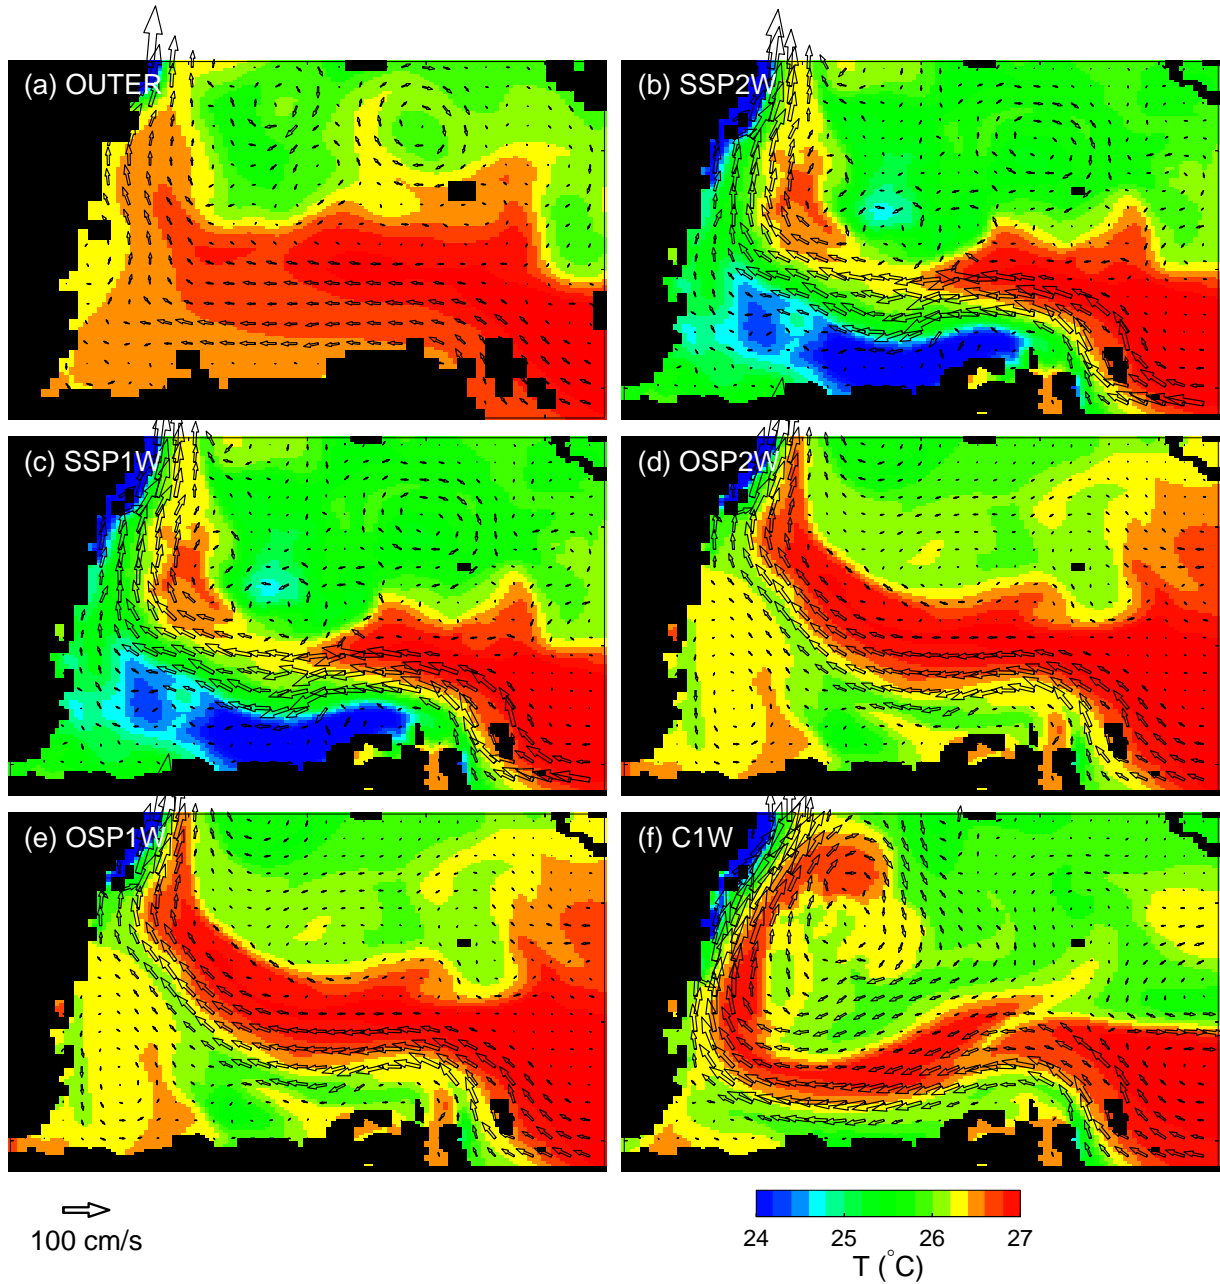 (a) OUTER
(b) SSP2W
(c) SSP1W
(d) OSP2W
(e) OSP1W
(f) C1W
100 cm/s
24 25 26 27
T (°C)